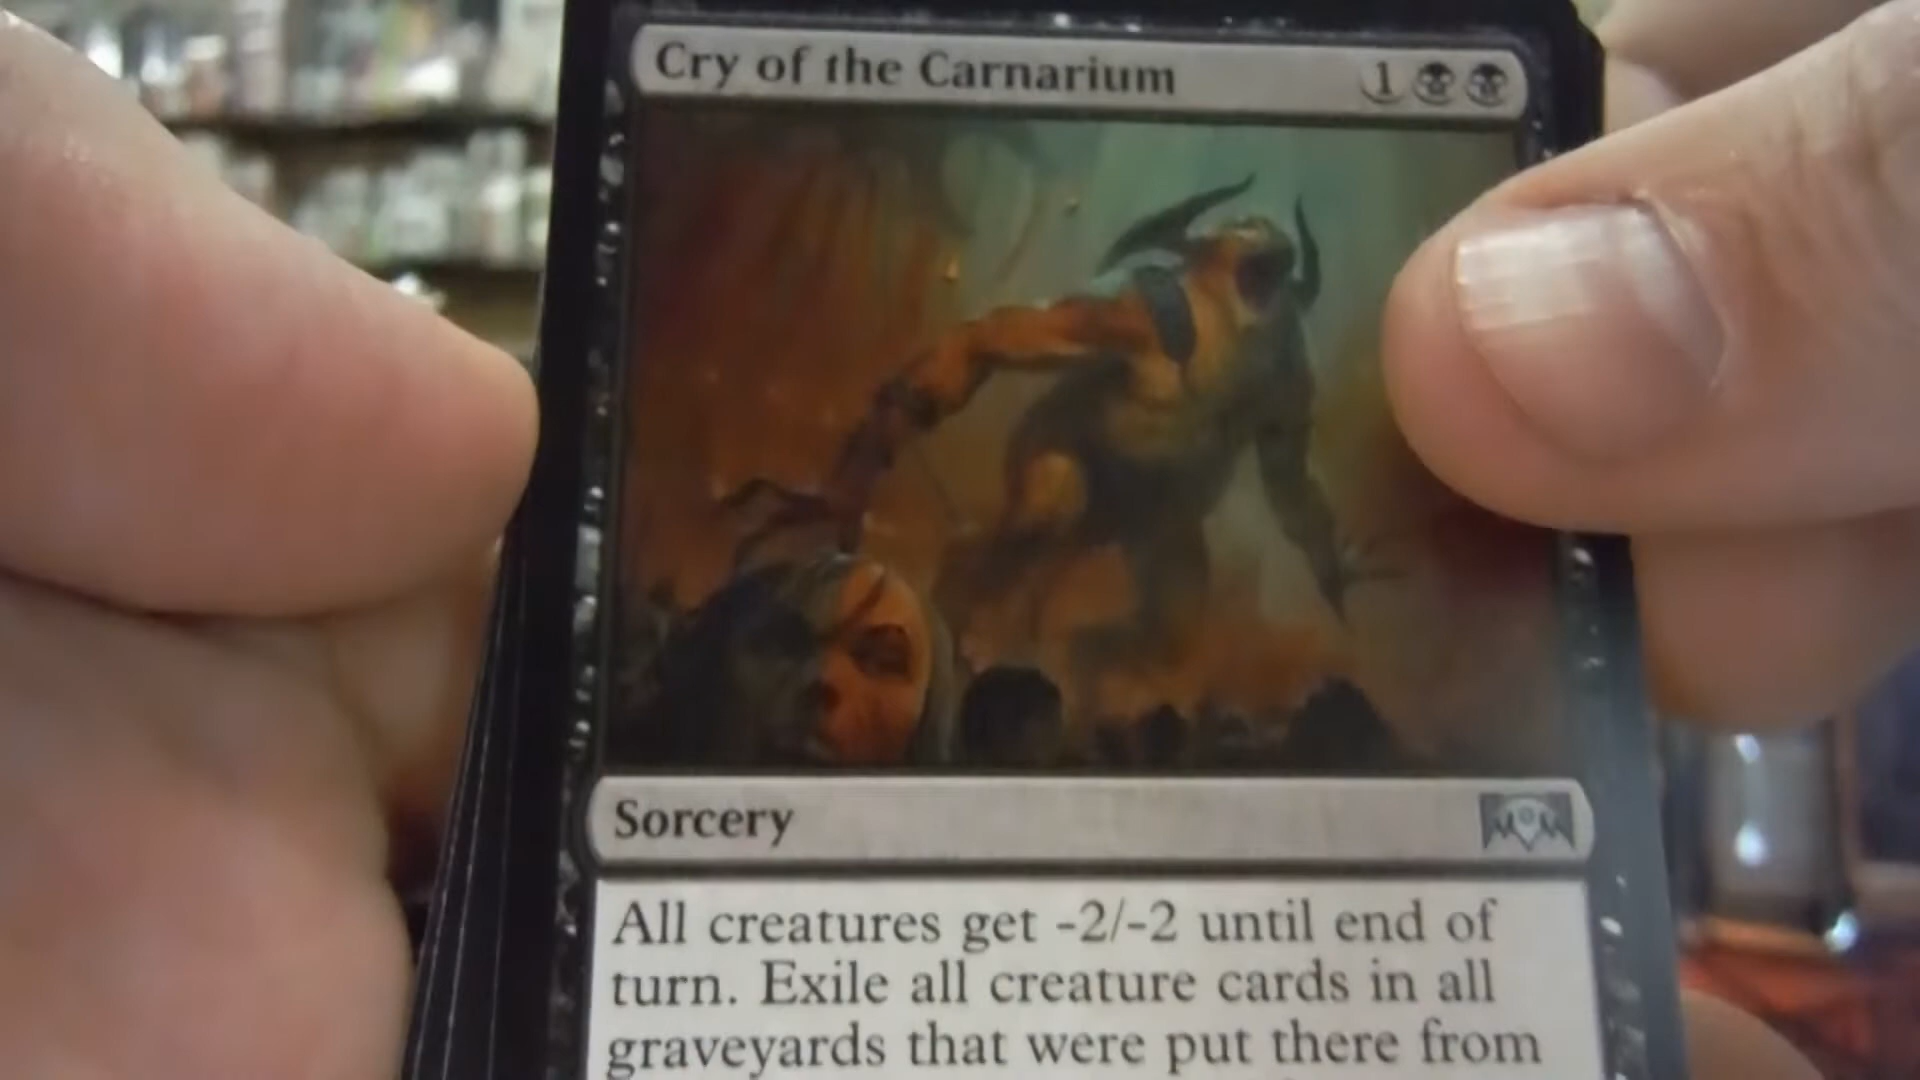 Cry of the Carnarium 1
Sorcery
All creatures get -2/-2 until end of
turn. Exile all creature cards in all
graveyards that were put there from